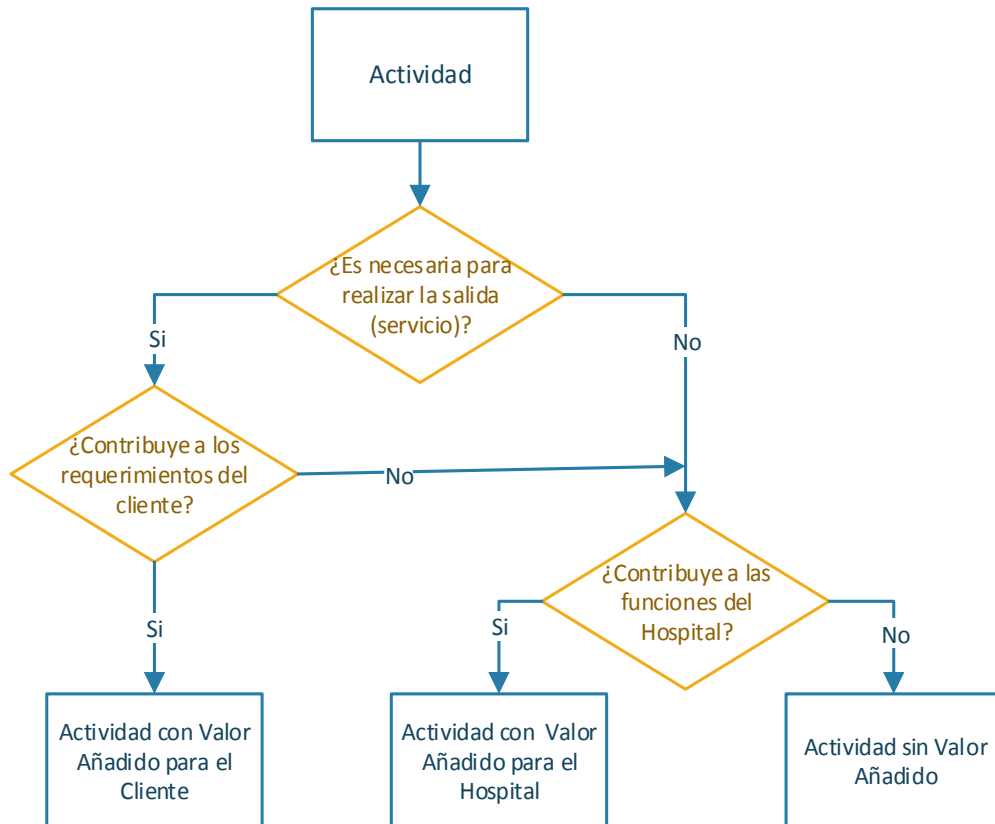 Actividad
¿Es necesaria para
realizar la salida
(servicio)?
Si
No
¿Contribuye a los
requerimientos del
cliente?
No
¿Contribuye a las
funciones del
Hospital?
Si
Si
No
Actividad con Valor
Añadido para el
Cliente
Actividad con Valor
Añadido para el
Hospital
Actividad sin Valor
Añadido